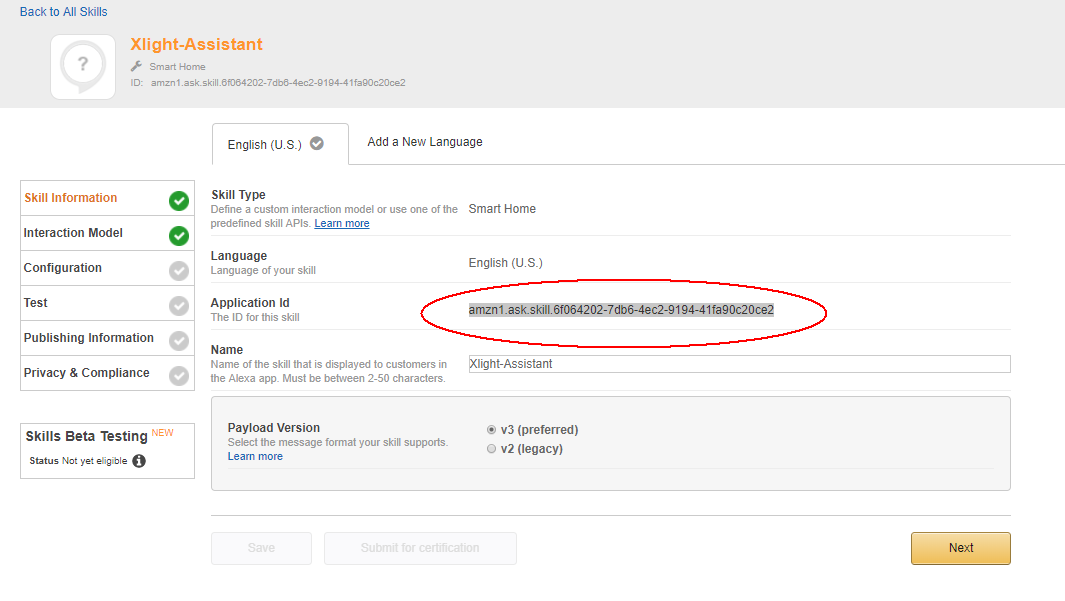 Back to All Skills
?
Xlight-Assistant
Smart Home
ID: amzn1.ask.skill.6f064202-7db6-4ec2-9194-41fa90c20ce2
English (U.S.)
Add a New Language
Skill Information
Interaction Model
Configuration
Test
Publishing Information
Privacy & Compliance
Skills Beta Testing NEW
Status Not yet eligible
Skill Type
Define a custom interaction model or use one of the
predefined skill APIs. Learn more
Smart Home
Language
Language of your skill
English (U.S.)
Application Id
The ID for this skill
amzn1.ask.skill.6f064202-7db6-4ec2-9194-41fa90c20ce2
Name
Name of the skill that is displayed to customers in
the Alexa app. Must be between 2-50 characters.
Xlight-Assistant
Payload Version
Select the message format your skill supports.
Learn more
v3 (preferred)
v2 (legacy)
Save
Submit for certification
Next